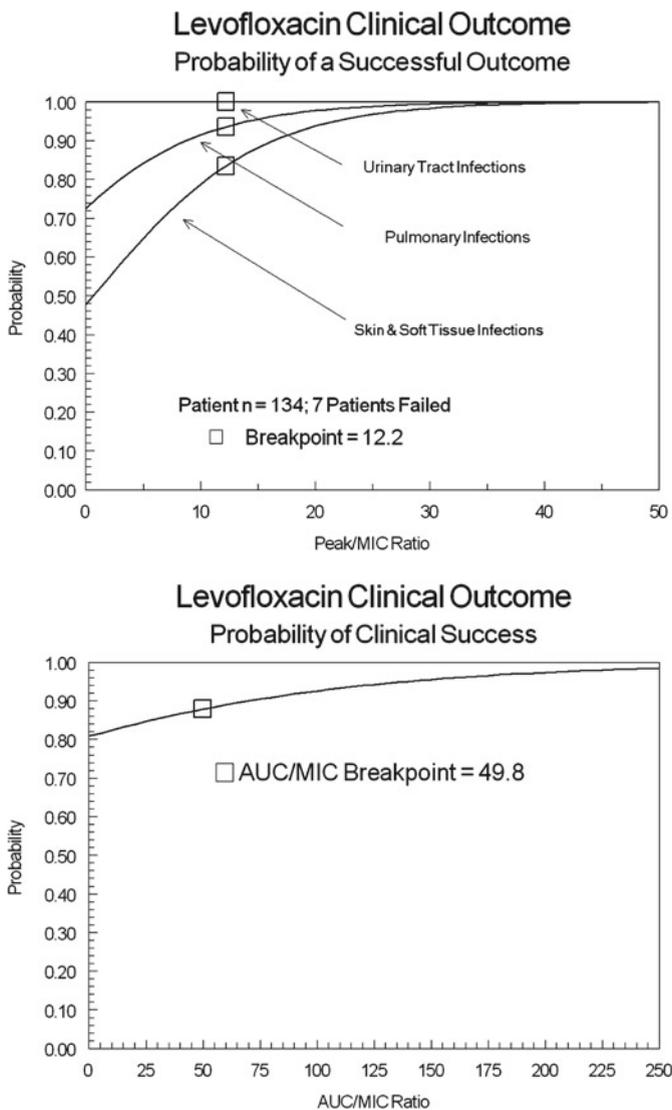 Levofloxacin Clinical Outcome
Probability of a Successful Outcome
1.00
0.90
0.80
0.70
0.60
0.50
0.40
0.30
0.20
0.10
0.00
Probability
Urinary Tract Infections
Pulmonary Infections
Skin & Soft Tissue Infections
Patient n = 134; 7 Patients Failed
Breakpoint = 12.2
0 10 20 30 40 50
Peak/MIC Ratio
Levofloxacin Clinical Outcome
Probability of Clinical Success
1.00
0.90
0.80
0.70
0.60
0.50
0.40
0.30
0.20
0.10
0.00
Probability
AUC/MIC Breakpoint = 49.8
0 25 50 75 100 125 150 175 200 225 250
AUC/MIC Ratio